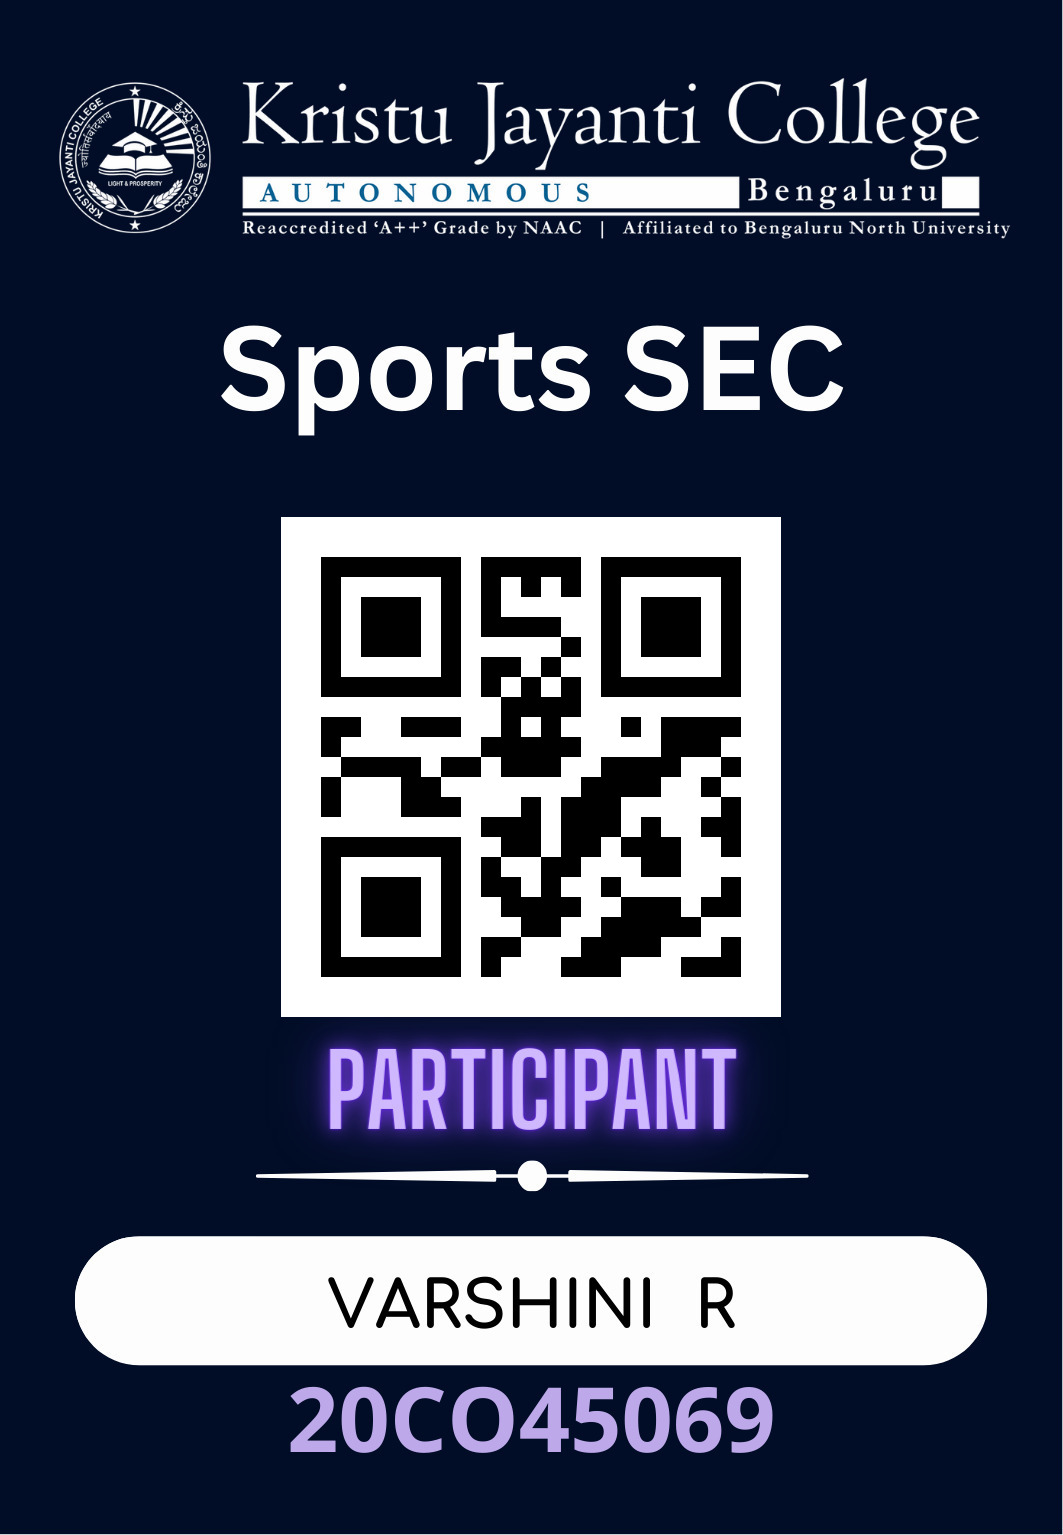 KRISTU JAYANTI COLLEGE
LIGHT & PROSPERITY
Kristu Jayanti College
AUTONOMOUS Bengaluru
Reaccredited ‘A++’ Grade by NAAC | Affiliated to Bengaluru North University
Sports SEC
PARTICIPANT
VARSHINI R
20CO45069